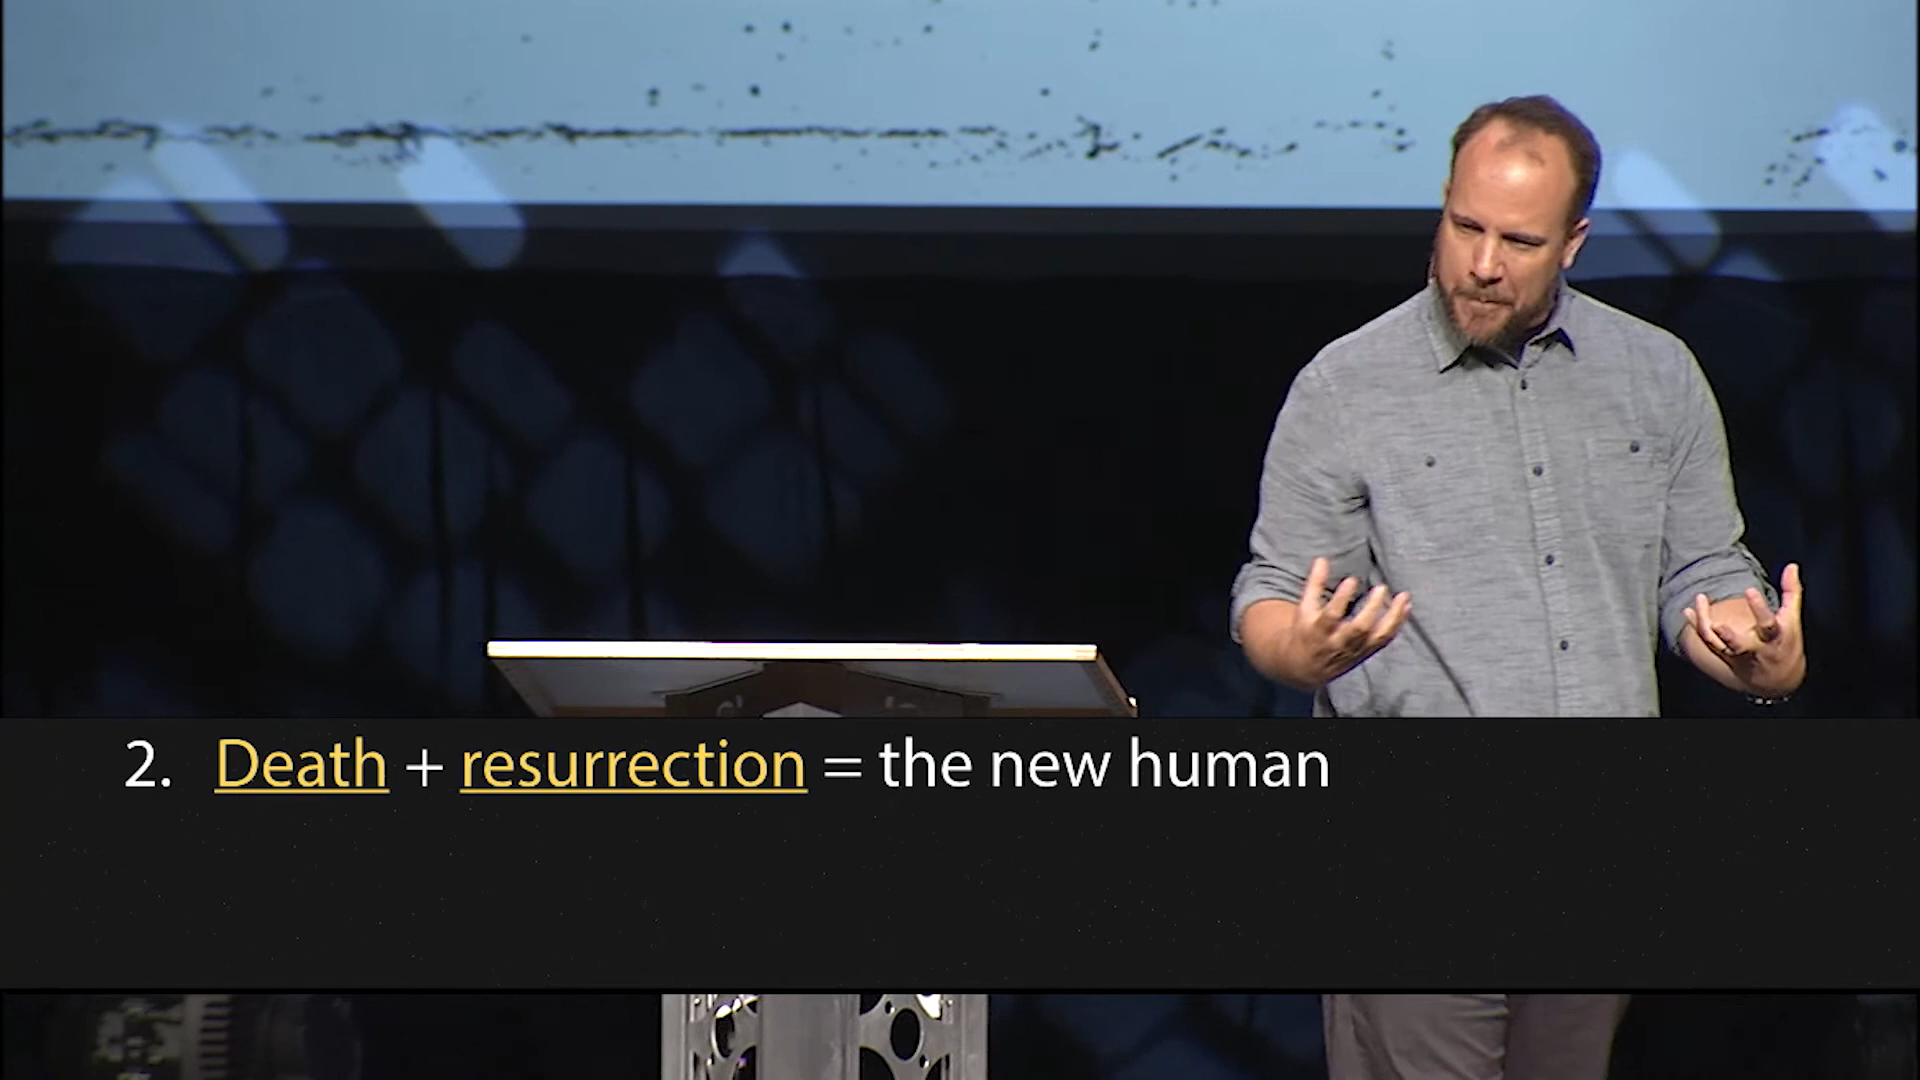 2. Death + resurrection = the new human